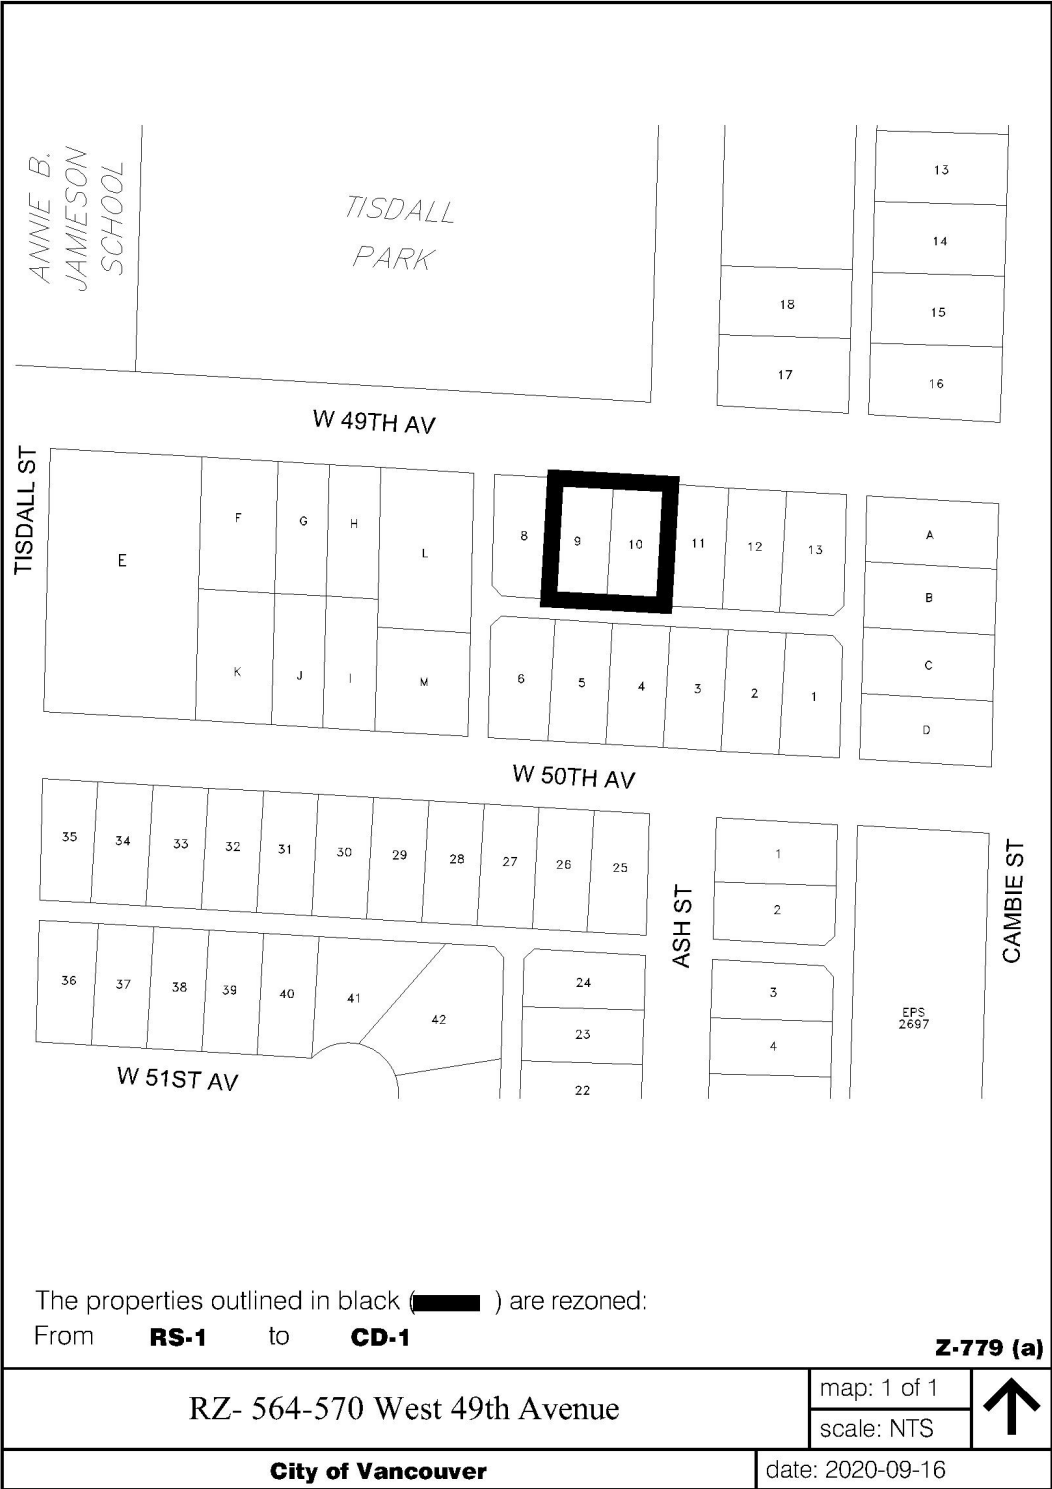 ANNIE B.
JAMIESON
SCHOOL
TISDALL
PARK
13
14
15
16
18
17
W 49TH AV
TISDALL ST
E
F
G
H
L
K
J
I
M
8
9
10
11
12
13
A
B
C
D
6
5
4
3
2
1
W 50TH AV
35
34
33
32
31
30
29
28
27
26
25
1
2
ASH ST
CAMBIE ST
36
37
38
39
40
41
42
24
23
22
3
4
EPS
2697
W 51ST AV
The properties outlined in black ( ) are rezoned:
From RS-1 to CD-1
Z-779 (a)
RZ- 564-570 West 49th Avenue
map: 1 of 1
scale: NTS
City of Vancouver
date: 2020-09-16